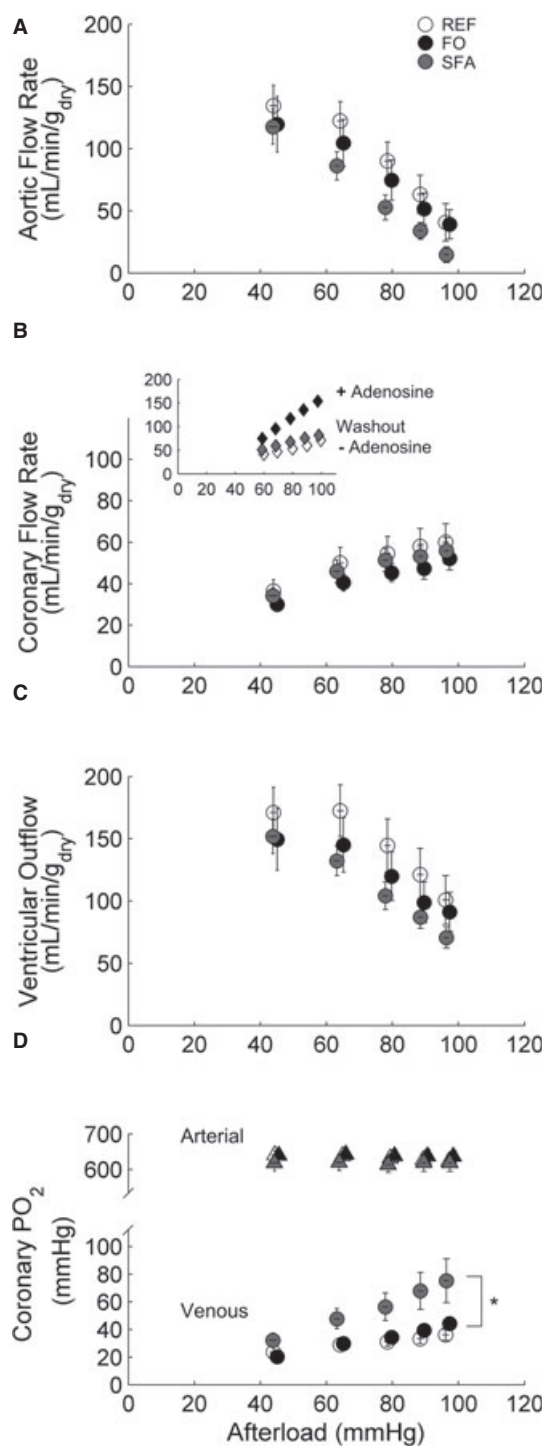 A
REF
FO
SFA
Aortic Flow Rate
(mL/min/g dry)
200
150
100
50
0
0 20 40 60 80 100 120
B
Coronary Flow Rate
(mL/min/g dry)
200
150
100
50
0
0 20 40 60 80 100
+ Adenosine
Washout
- Adenosine
100
80
60
40
20
0
0 20 40 60 80 100 120
C
Ventricular Outflow
(mL/min/g dry)
200
150
100
50
0
0 20 40 60 80 100 120
D
Coronary PO2
(mmHg)
700
600
Arterial
100
80
60
40
20
0
Venous
*
0 20 40 60 80 100 120
Afterload (mmHg)